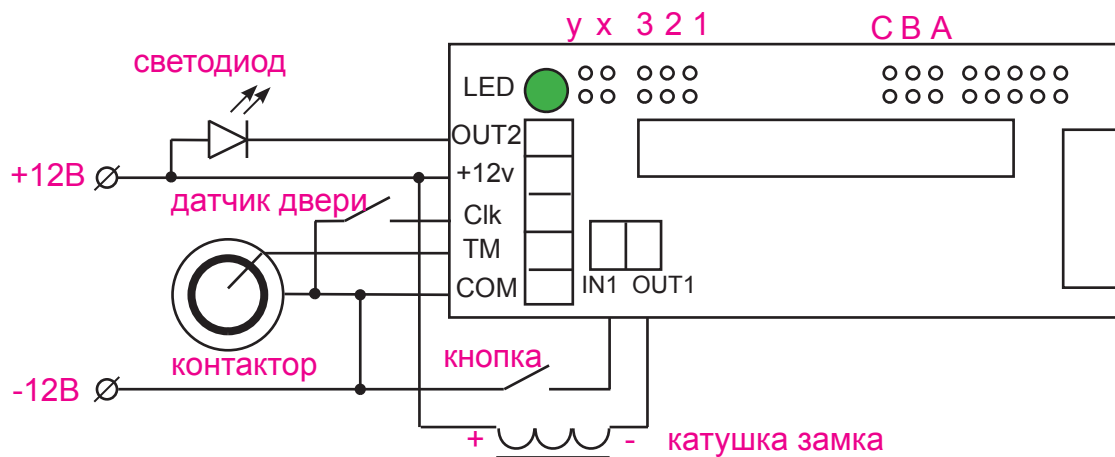 y x 3 2 1 C B A
светодиод
LED
OUT2
+12В +12v
датчик двери
Clk
TM
COM
IN1 OUT1
контактор
кнопка
-12В
+ - катушка замка